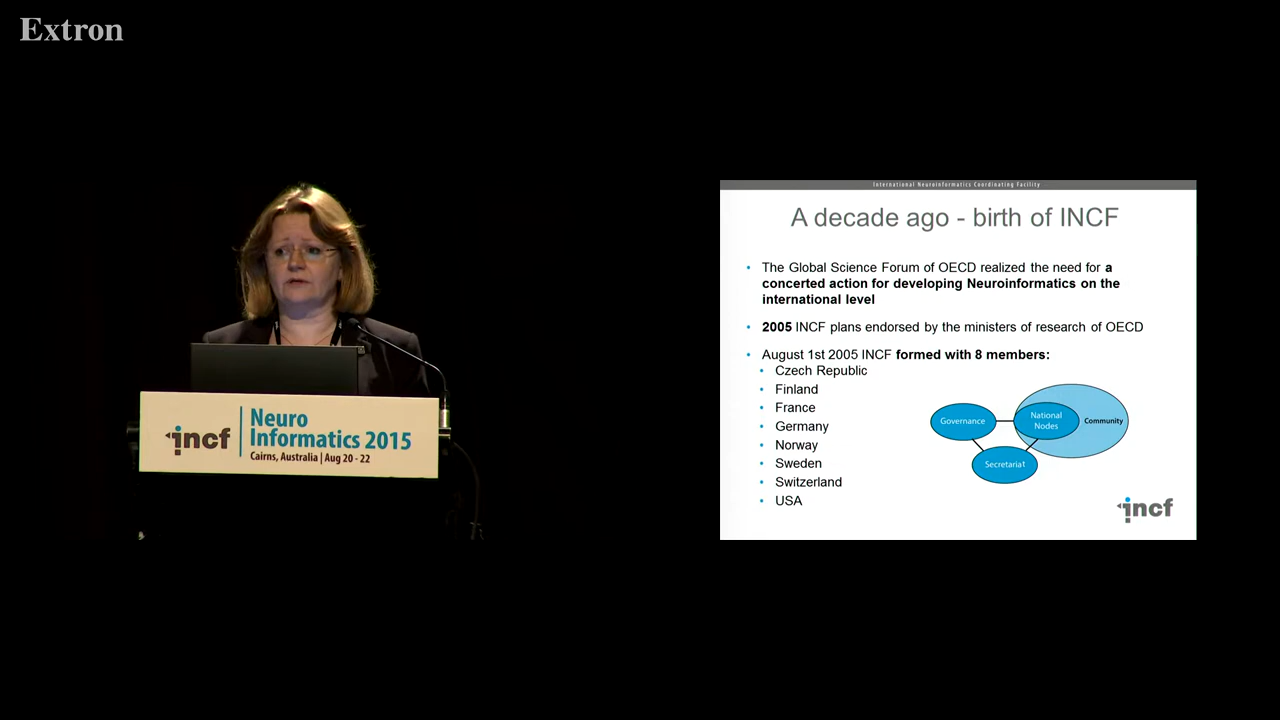 Extron
incf
Neuro
Informatics 2015
Cairns, Australia | Aug 20 - 22
International Neuroinformatics Coordinating Facility
A decade ago - birth of INCF
• The Global Science Forum of OECD realized the need for a
concerted action for developing Neuroinformatics on the
international level
• 2005 INCF plans endorsed by the ministers of research of OECD
• August 1st 2005 INCF formed with 8 members:
• Czech Republic
• Finland
• France
• Germany
• Norway
• Sweden
• Switzerland
• USA
Governance
National
Nodes
Community
Secretariat
incf